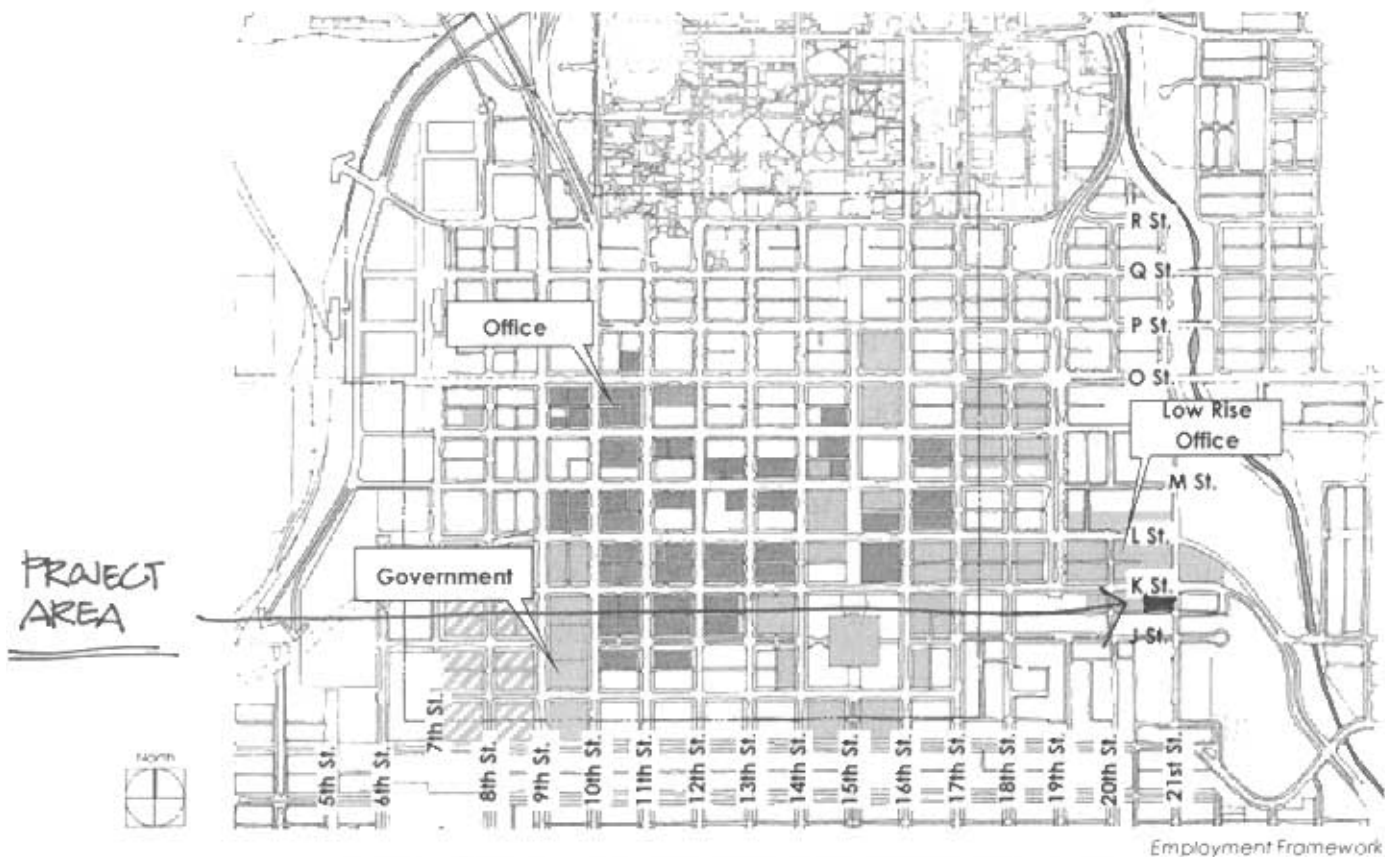 R St.
Q St.
Office
P St.
O St.
Low Rise
Office
M St.
L St.
PROJECT
AREA
Government
K St.
J St.
North
5th St.
6th St.
7th St.
8th St.
9th St.
10th St.
11th St.
12th St.
13th St.
14th St.
15th St.
16th St.
17th St.
18th St.
19th St.
20th St.
21st St.
Employment Framework